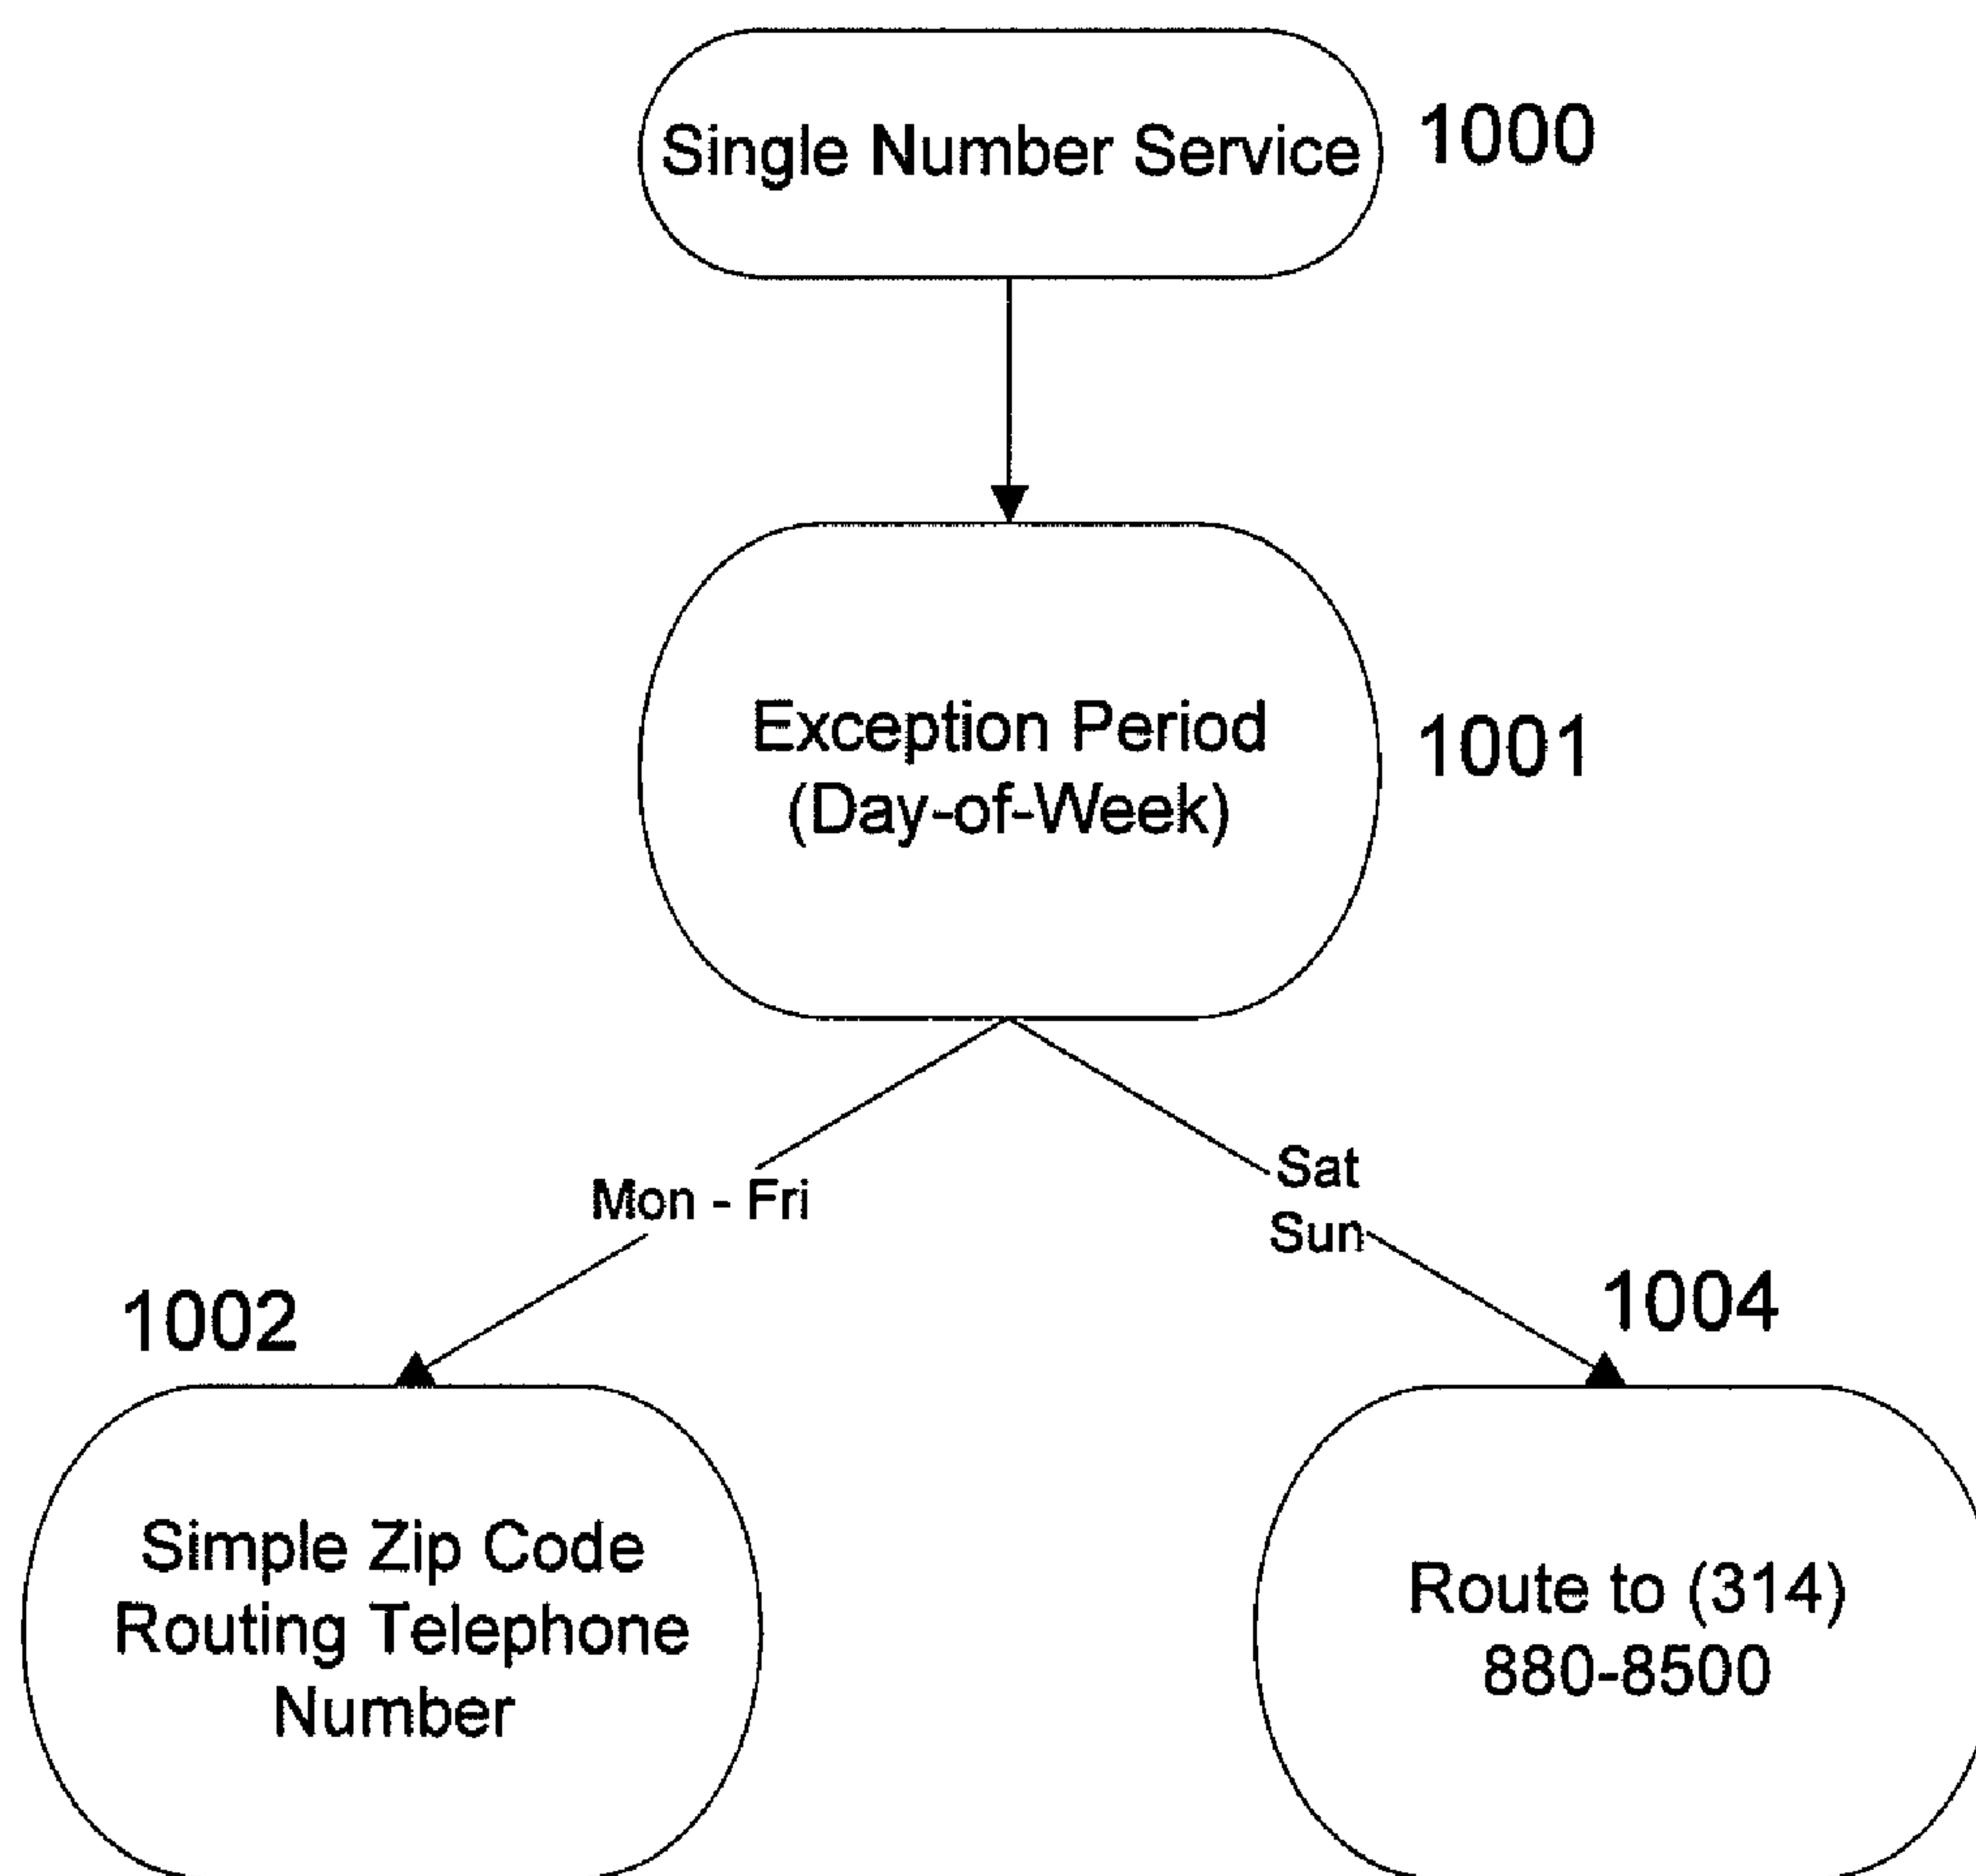 Single Number Service
1000
Exception Period
(Day-of-Week)
1001
Mon - Fri
Sat
Sun
1002
1004
Simple Zip Code
Routing Telephone
Number
Route to (314)
880-8500